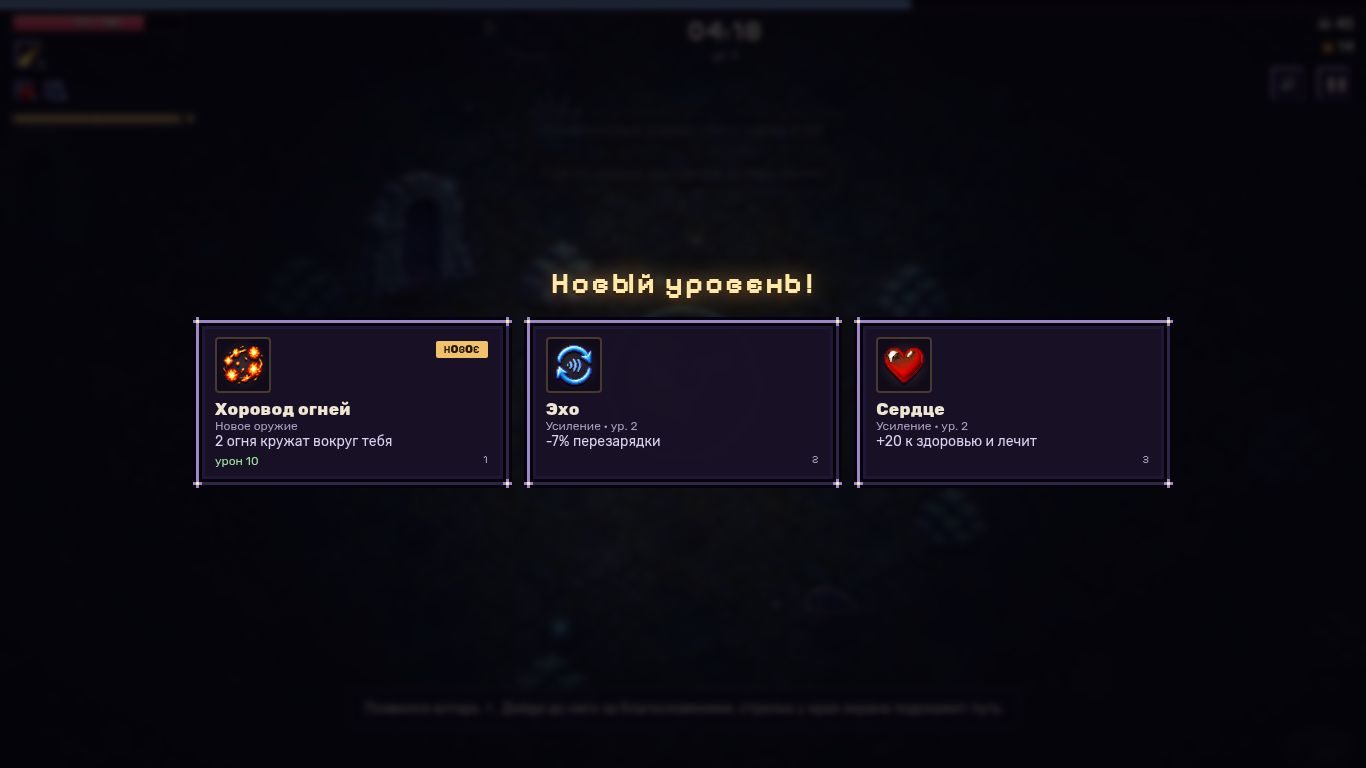 04:18
Новый уровень!
новое
Хоровод огней
Новое оружие
2 огня кружат вокруг тебя
урон 10
1
Эхо
Усиление • ур. 2
-7% перезарядки
2
Сердце
Усиление • ур. 2
+20 к здоровью и лечит
3